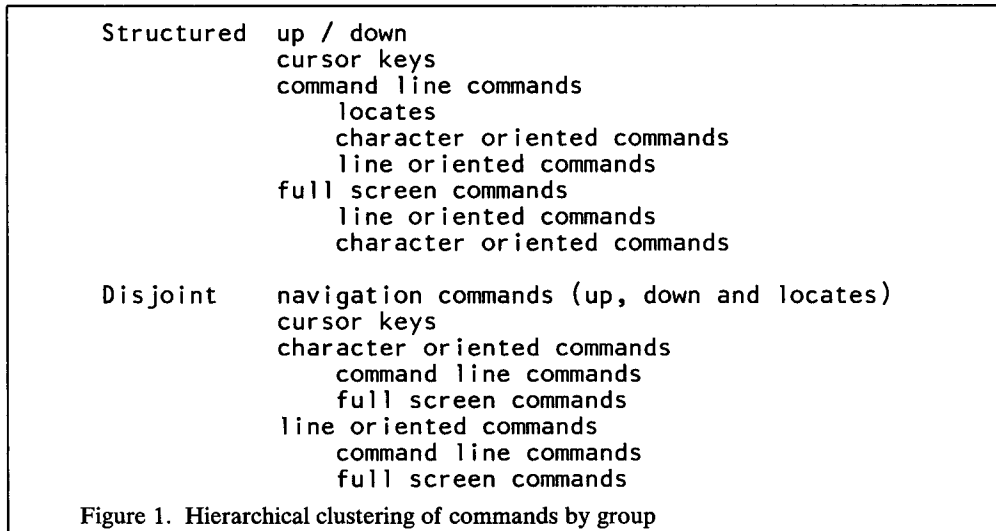 Structured up / down
cursor keys
command line commands
locates
character oriented commands
line oriented commands
full screen commands
line oriented commands
character oriented commands
Disjoint navigation commands (up, down and locates)
cursor keys
character oriented commands
command line commands
full screen commands
line oriented commands
command line commands
full screen commands
Figure 1. Hierarchical clustering of commands by group